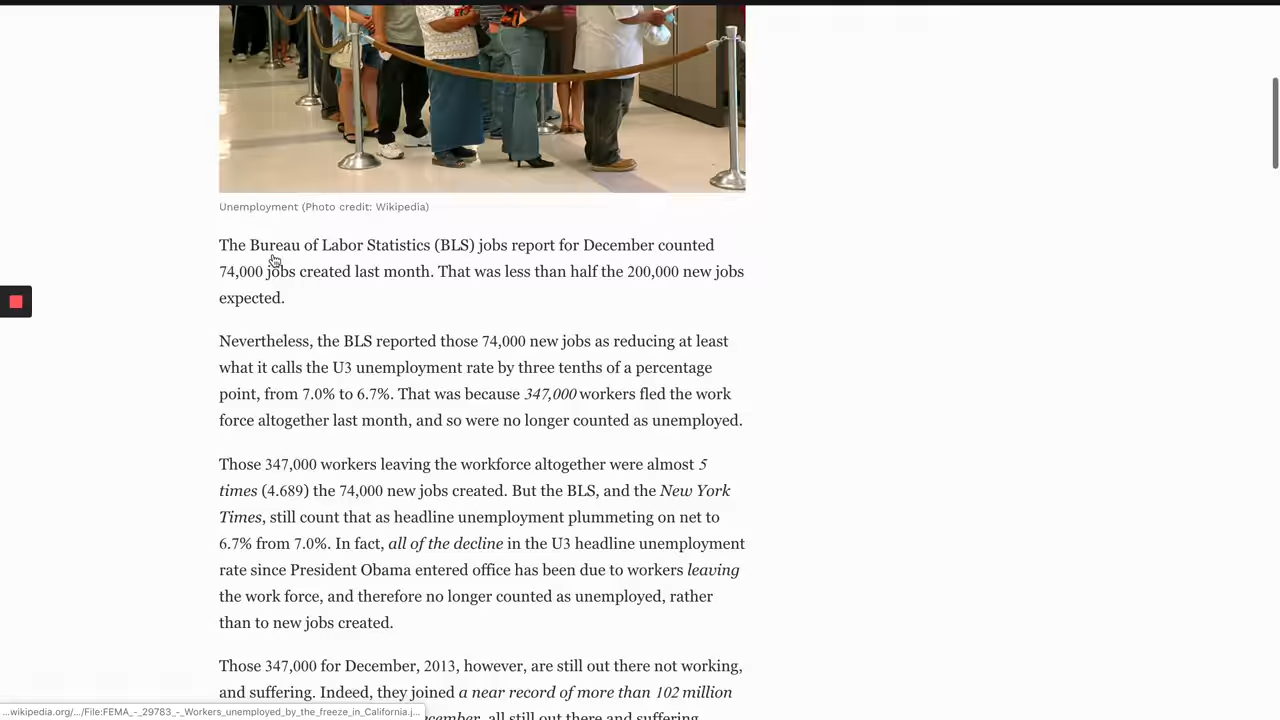 Unemployment (Photo credit: Wikipedia)
The Bureau of Labor Statistics (BLS) jobs report for December counted
74,000 jobs created last month. That was less than half the 200,000 new jobs
expected.
Nevertheless, the BLS reported those 74,000 new jobs as reducing at least
what it calls the U3 unemployment rate by three tenths of a percentage
point, from 7.0% to 6.7%. That was because 347,000 workers fled the work
force altogether last month, and so were no longer counted as unemployed.
Those 347,000 workers leaving the workforce altogether were almost 5
times (4.689) the 74,000 new jobs created. But the BLS, and the New York
Times, still count that as headline unemployment plummeting on net to
6.7% from 7.0%. In fact, all of the decline in the U3 headline unemployment
rate since President Obama entered office has been due to workers leaving
the work force, and therefore no longer counted as unemployed, rather
than to new jobs created.
Those 347,000 for December, 2013, however, are still out there not working,
and suffering. Indeed, they joined a near record of more than 102 million
December, all still out there and suffering
...wikipedia.org/.../File:FEMA_-_29783_-_Workers_unemployed_by_the_freeze_in_California.j...